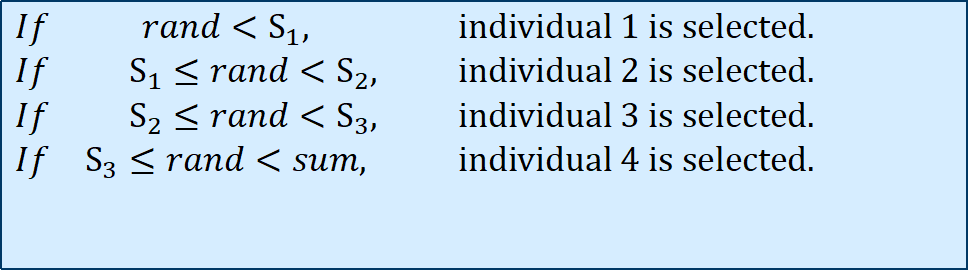 If rand < S₁, individual 1 is selected.
If S₁ ≤ rand < S₂, individual 2 is selected.
If S₂ ≤ rand < S₃, individual 3 is selected.
If S₃ ≤ rand < sum, individual 4 is selected.